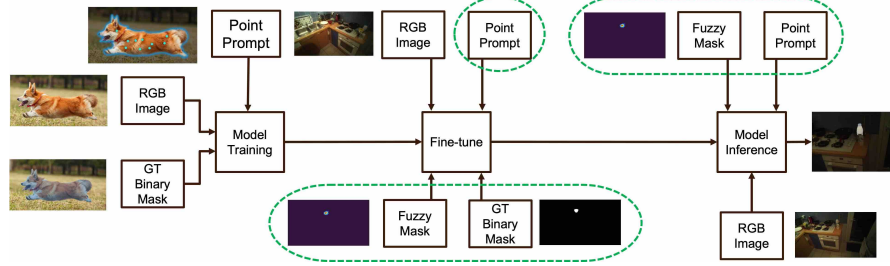 Point
Prompt
RGB
Image
Point
Prompt
Fuzzy
Mask
Point
Prompt
RGB
Image
Model
Training
Fine-tune
Model
Inference
GT
Binary
Mask
Fuzzy
Mask
GT
Binary
Mask
RGB
Image